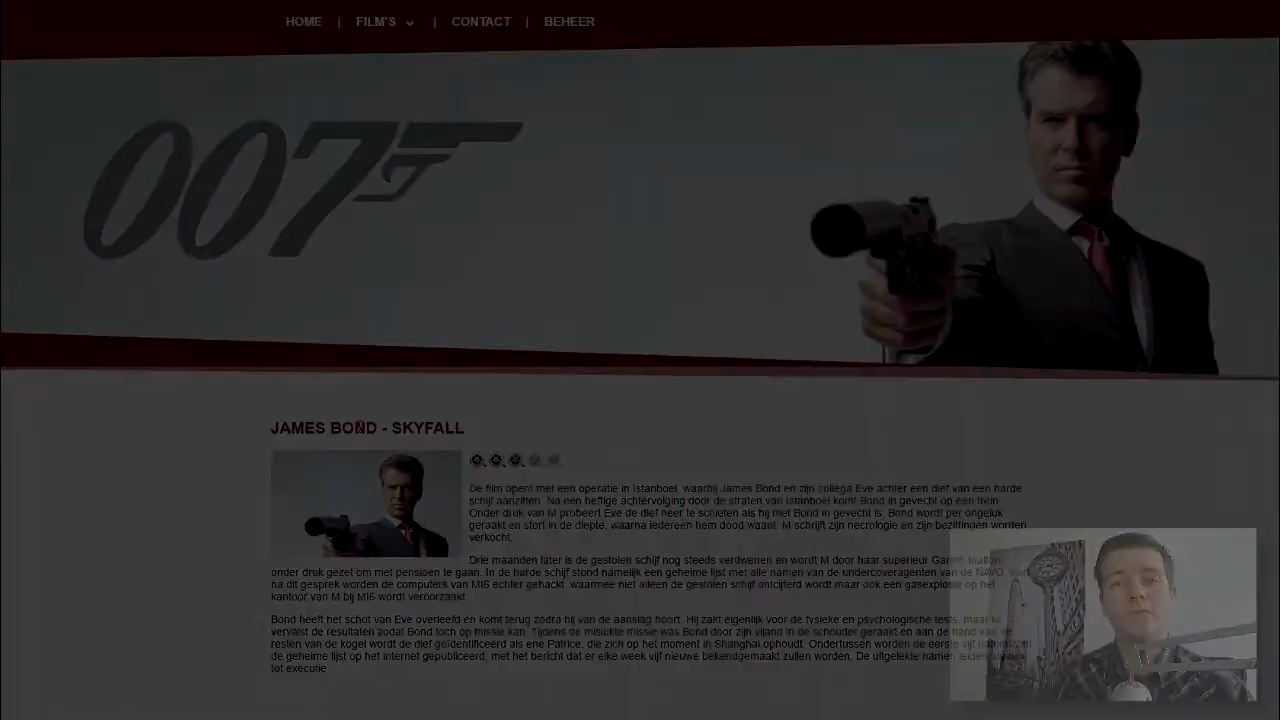 HOME | FILM'S | CONTACT | BEHEER
007
JAMES BOND - SKYFALL
De film opent met een operatie in Istanboel, waarbij James Bond en zijn collega Eve achter een dief van een harde
schijf aanzitten. Na een heftige achtervolging door de straten van Istanboel komt Bond in gevecht op een trein.
Onder druk van M probeert Eve de dief neer te schieten als hij met Bond in gevecht is. Bond wordt per ongeluk
geraakt en stort in de diepte, waarna iedereen hem dood waant. M schrijft zijn necrologie en zijn bezittingen worden
verkocht.
Drie maanden later is de gestolen schijf nog steeds verdwenen en wordt M door haar superieur Gareth Mallory
onder druk gezet om met pensioen te gaan. In de harde schijf stond namelijk een geheime lijst met alle namen van de undercoveragenten van de NAVO.
na dit gesprek worden de computers van MI6 echter gehackt, waarmee niet alleen de gestolen schijf ontcijferd wordt maar ook een gasexplosie op het
kantoor van M bij MI6 wordt veroorzaakt.
Bond heeft het schot van Eve overleefd en komt terug zodra hij van de aanslag hoort. Hij zakt eigenlijk voor de fysieke en psychologische tests, maar M
vervalst de resultaten zodat Bond toch op missie kan. Tijdens de mislukte missie was Bond door zijn vijand in de schouder geraakt en aan de hand van
resten van de kogel wordt de dief geïdentificeerd als ene Patrice, die zich op het moment in Shanghai ophoudt. Ondertussen worden de eerste vijf
de geheime lijst op het internet gepubliceerd, met het bericht dat er elke week vijf nieuwe bekendgemaakt zullen worden. De uitgelekte namen leiden
tot executie